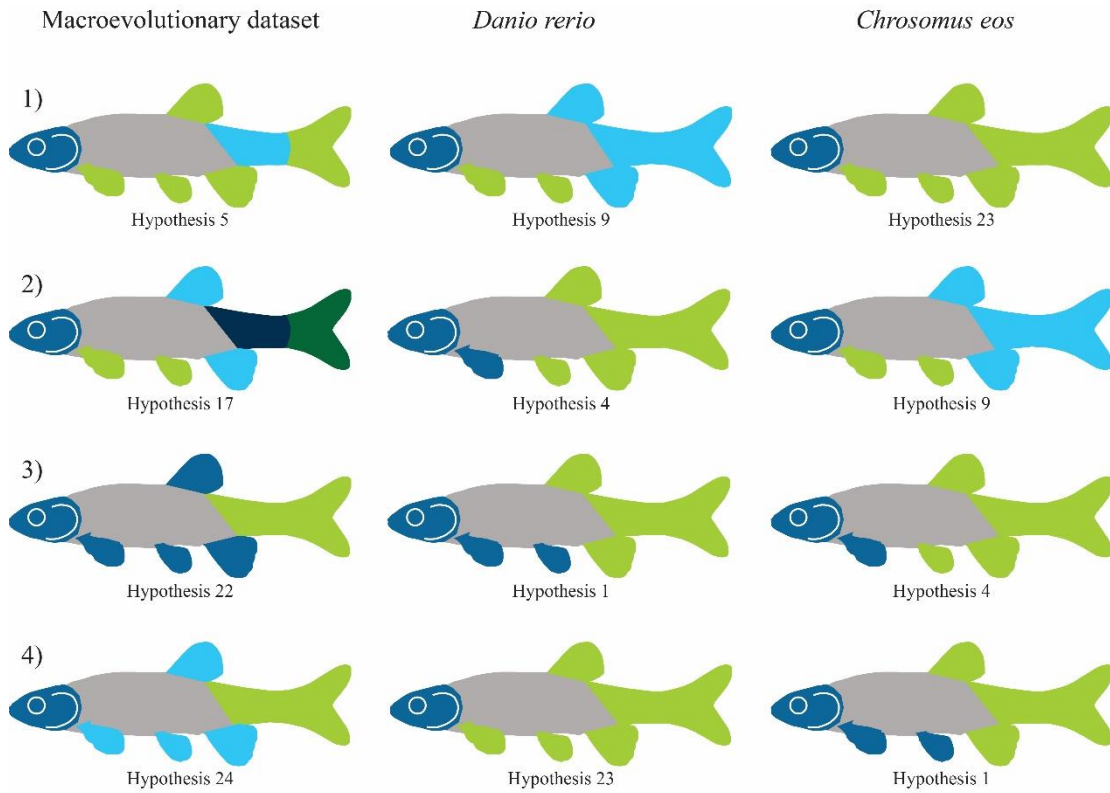 Macroevolutionary dataset
Danio rerio
Chrosomus eos
1)
Hypothesis 5
Hypothesis 9
Hypothesis 23
2)
Hypothesis 17
Hypothesis 4
Hypothesis 9
3)
Hypothesis 22
Hypothesis 1
Hypothesis 4
4)
Hypothesis 24
Hypothesis 23
Hypothesis 1